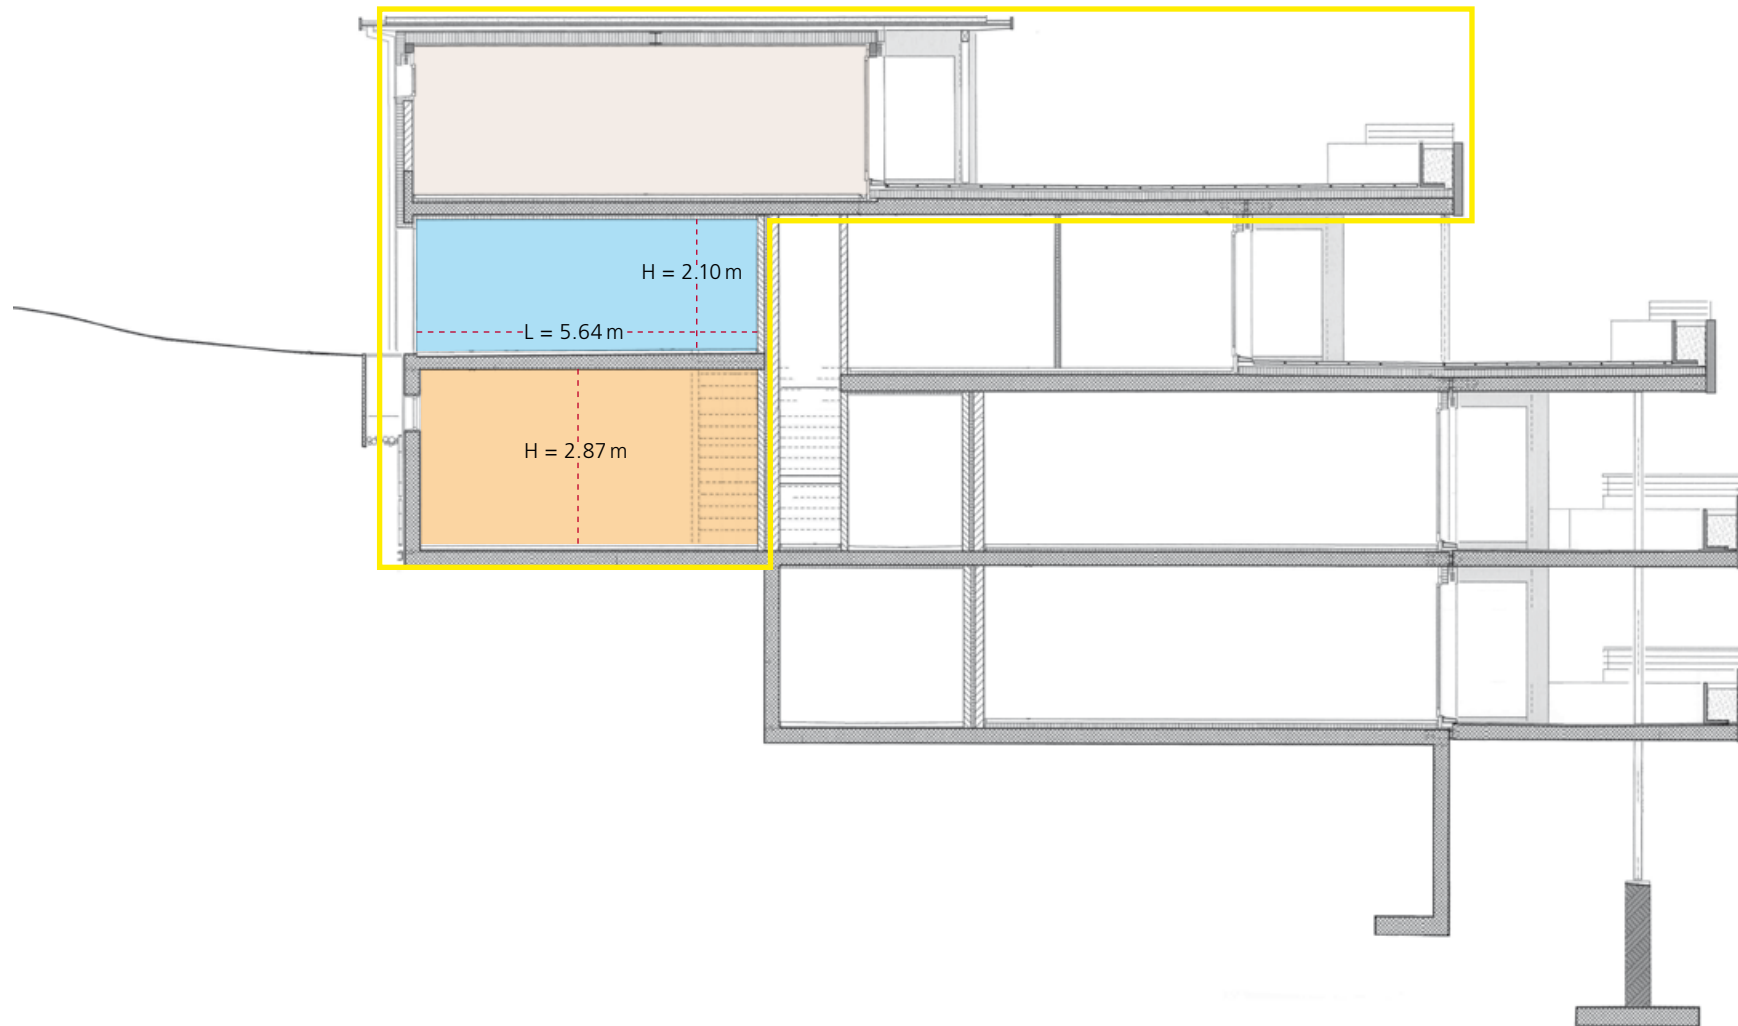 H = 2.10 m
L = 5.64 m
H = 2.87 m